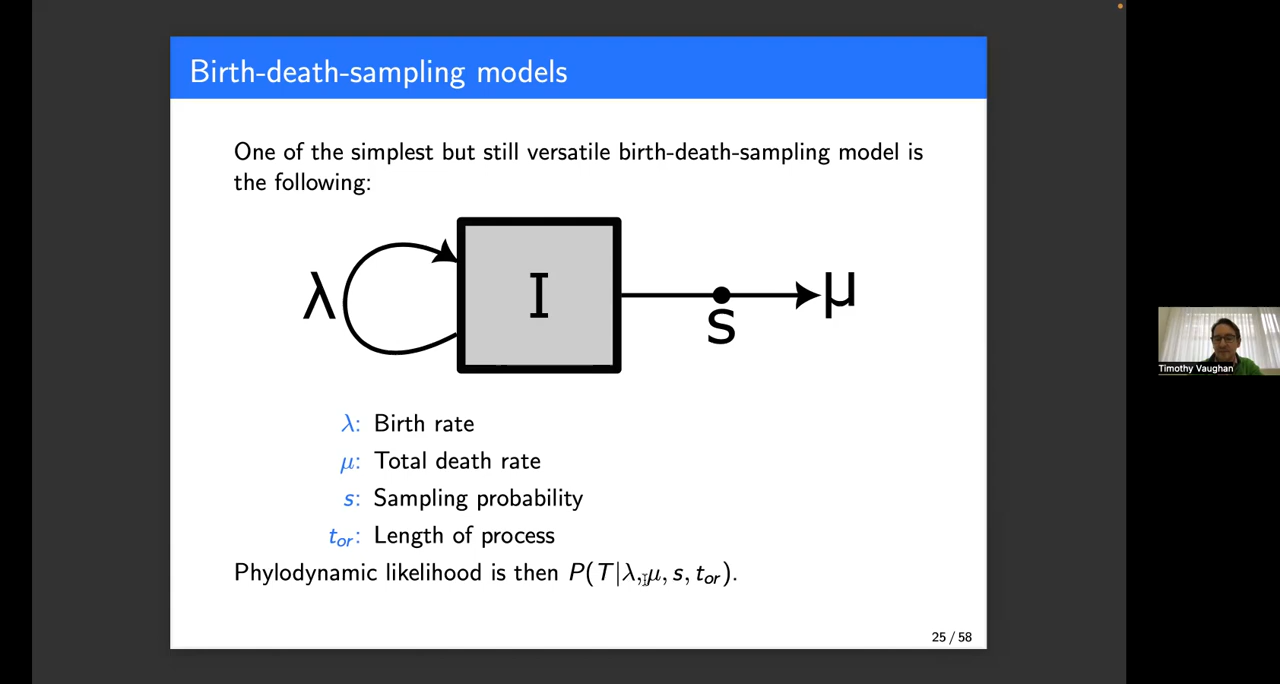 Birth-death-sampling models
One of the simplest but still versatile birth-death-sampling model is
the following:
λ
I
s
μ
λ: Birth rate
μ: Total death rate
s: Sampling probability
t_or: Length of process
Phylodynamic likelihood is then P(T|λ, μ, s, t_or).
25 / 58
Timothy Vaughan